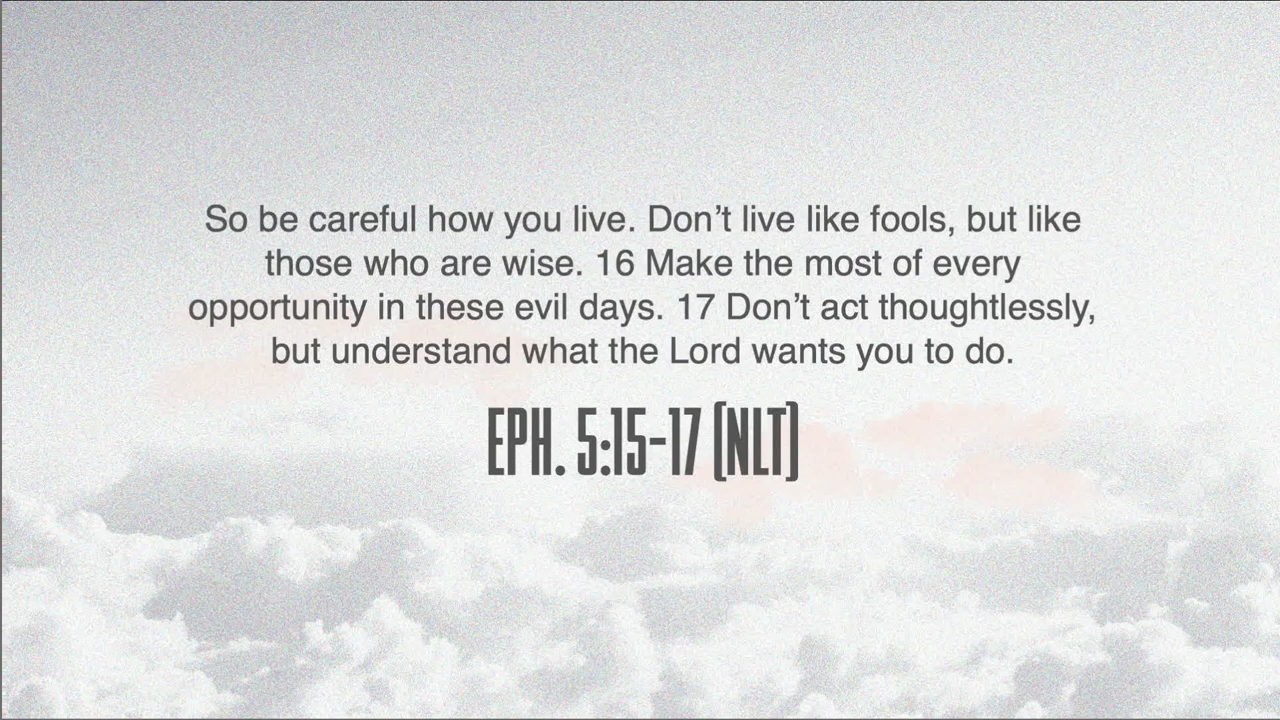 So be careful how you live. Don’t live like fools, but like
those who are wise. 16 Make the most of every
opportunity in these evil days. 17 Don’t act thoughtlessly,
but understand what the Lord wants you to do.
EPH. 5:15-17 (NLT)